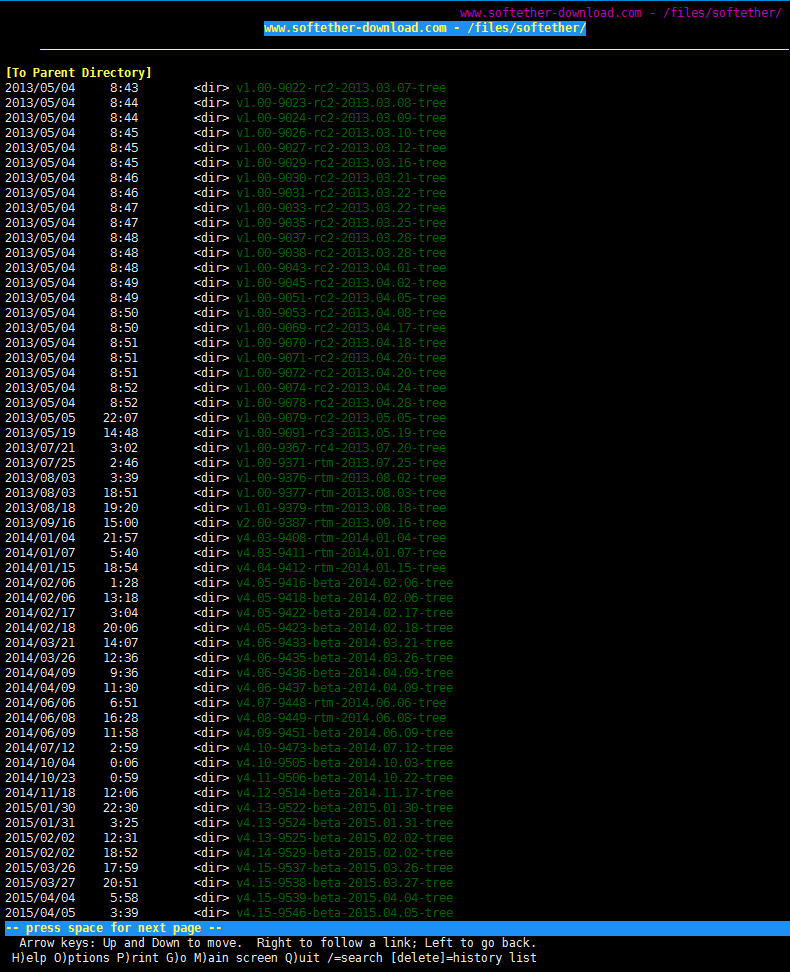 www.softether-download.com - /files/softether/
www.softether-download.com - /files/softether/
[To Parent Directory]
2013/05/04 8:43 <dir> v1.00-9022-rc2-2013.03.07-tree
2013/05/04 8:44 <dir> v1.00-9023-rc2-2013.03.08-tree
2013/05/04 8:44 <dir> v1.00-9024-rc2-2013.03.09-tree
2013/05/04 8:45 <dir> v1.00-9026-rc2-2013.03.10-tree
2013/05/04 8:45 <dir> v1.00-9027-rc2-2013.03.12-tree
2013/05/04 8:45 <dir> v1.00-9029-rc2-2013.03.16-tree
2013/05/04 8:46 <dir> v1.00-9030-rc2-2013.03.21-tree
2013/05/04 8:46 <dir> v1.00-9031-rc2-2013.03.22-tree
2013/05/04 8:47 <dir> v1.00-9033-rc2-2013.03.22-tree
2013/05/04 8:47 <dir> v1.00-9035-rc2-2013.03.25-tree
2013/05/04 8:48 <dir> v1.00-9037-rc2-2013.03.28-tree
2013/05/04 8:48 <dir> v1.00-9038-rc2-2013.03.28-tree
2013/05/04 8:48 <dir> v1.00-9043-rc2-2013.04.01-tree
2013/05/04 8:49 <dir> v1.00-9045-rc2-2013.04.02-tree
2013/05/04 8:49 <dir> v1.00-9051-rc2-2013.04.05-tree
2013/05/04 8:50 <dir> v1.00-9053-rc2-2013.04.08-tree
2013/05/04 8:50 <dir> v1.00-9069-rc2-2013.04.17-tree
2013/05/04 8:51 <dir> v1.00-9070-rc2-2013.04.18-tree
2013/05/04 8:51 <dir> v1.00-9071-rc2-2013.04.20-tree
2013/05/04 8:51 <dir> v1.00-9072-rc2-2013.04.20-tree
2013/05/04 8:52 <dir> v1.00-9074-rc2-2013.04.24-tree
2013/05/04 8:52 <dir> v1.00-9078-rc2-2013.04.28-tree
2013/05/05 22:07 <dir> v1.00-9079-rc2-2013.05.05-tree
2013/05/19 14:48 <dir> v1.00-9091-rc3-2013.05.19-tree
2013/07/21 3:02 <dir> v1.00-9367-rc4-2013.07.20-tree
2013/07/25 2:46 <dir> v1.00-9371-rtm-2013.07.25-tree
2013/08/03 3:39 <dir> v1.00-9376-rtm-2013.08.02-tree
2013/08/03 18:51 <dir> v1.00-9377-rtm-2013.08.03-tree
2013/08/18 19:20 <dir> v1.01-9379-rtm-2013.08.18-tree
2013/09/16 15:00 <dir> v2.00-9387-rtm-2013.09.16-tree
2014/01/04 21:57 <dir> v4.03-9408-rtm-2014.01.04-tree
2014/01/07 5:40 <dir> v4.03-9411-rtm-2014.01.07-tree
2014/01/15 18:54 <dir> v4.04-9412-rtm-2014.01.15-tree
2014/02/06 1:28 <dir> v4.05-9416-beta-2014.02.06-tree
2014/02/06 13:18 <dir> v4.05-9418-beta-2014.02.06-tree
2014/02/17 3:04 <dir> v4.05-9422-beta-2014.02.17-tree
2014/02/18 20:06 <dir> v4.05-9423-beta-2014.02.18-tree
2014/03/21 14:07 <dir> v4.06-9433-beta-2014.03.21-tree
2014/03/26 12:36 <dir> v4.06-9435-beta-2014.03.26-tree
2014/04/09 9:36 <dir> v4.06-9436-beta-2014.04.09-tree
2014/04/09 11:30 <dir> v4.06-9437-beta-2014.04.09-tree
2014/06/06 6:51 <dir> v4.07-9448-rtm-2014.06.06-tree
2014/06/08 16:28 <dir> v4.08-9449-rtm-2014.06.08-tree
2014/06/09 11:58 <dir> v4.09-9451-beta-2014.06.09-tree
2014/07/12 2:59 <dir> v4.10-9473-beta-2014.07.12-tree
2014/10/04 0:06 <dir> v4.10-9505-beta-2014.10.03-tree
2014/10/23 0:59 <dir> v4.11-9506-beta-2014.10.22-tree
2014/11/18 12:06 <dir> v4.12-9514-beta-2014.11.17-tree
2015/01/30 22:30 <dir> v4.13-9522-beta-2015.01.30-tree
2015/01/31 3:25 <dir> v4.13-9524-beta-2015.01.31-tree
2015/02/02 12:31 <dir> v4.13-9525-beta-2015.02.02-tree
2015/02/02 18:52 <dir> v4.14-9529-beta-2015.02.02-tree
2015/03/26 17:59 <dir> v4.15-9537-beta-2015.03.26-tree
2015/03/27 20:51 <dir> v4.15-9538-beta-2015.03.27-tree
2015/04/04 5:58 <dir> v4.15-9539-beta-2015.04.04-tree
2015/04/05 3:39 <dir> v4.15-9546-beta-2015.04.05-tree
-- press space for next page --
Arrow keys: Up and Down to move. Right to follow a link; Left to go back.
H)elp O)ptions P)rint G)o M)ain screen Q)uit /=search [delete]=history list